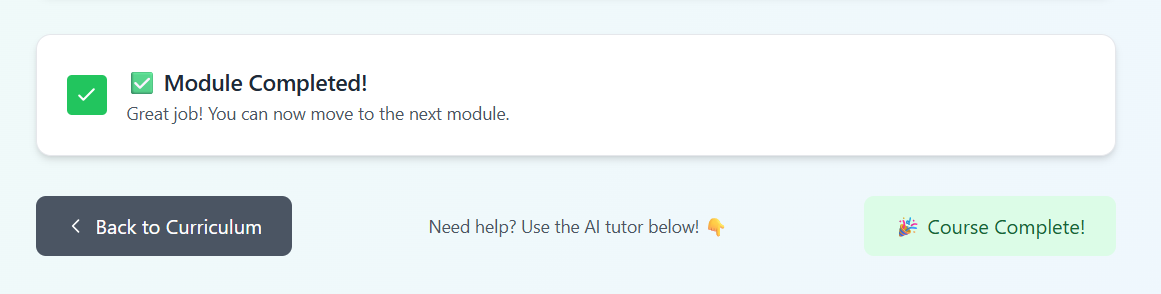 ✅ Module Completed!
Great job! You can now move to the next module.
Back to Curriculum
Need help? Use the AI tutor below! 👇
🎉 Course Complete!